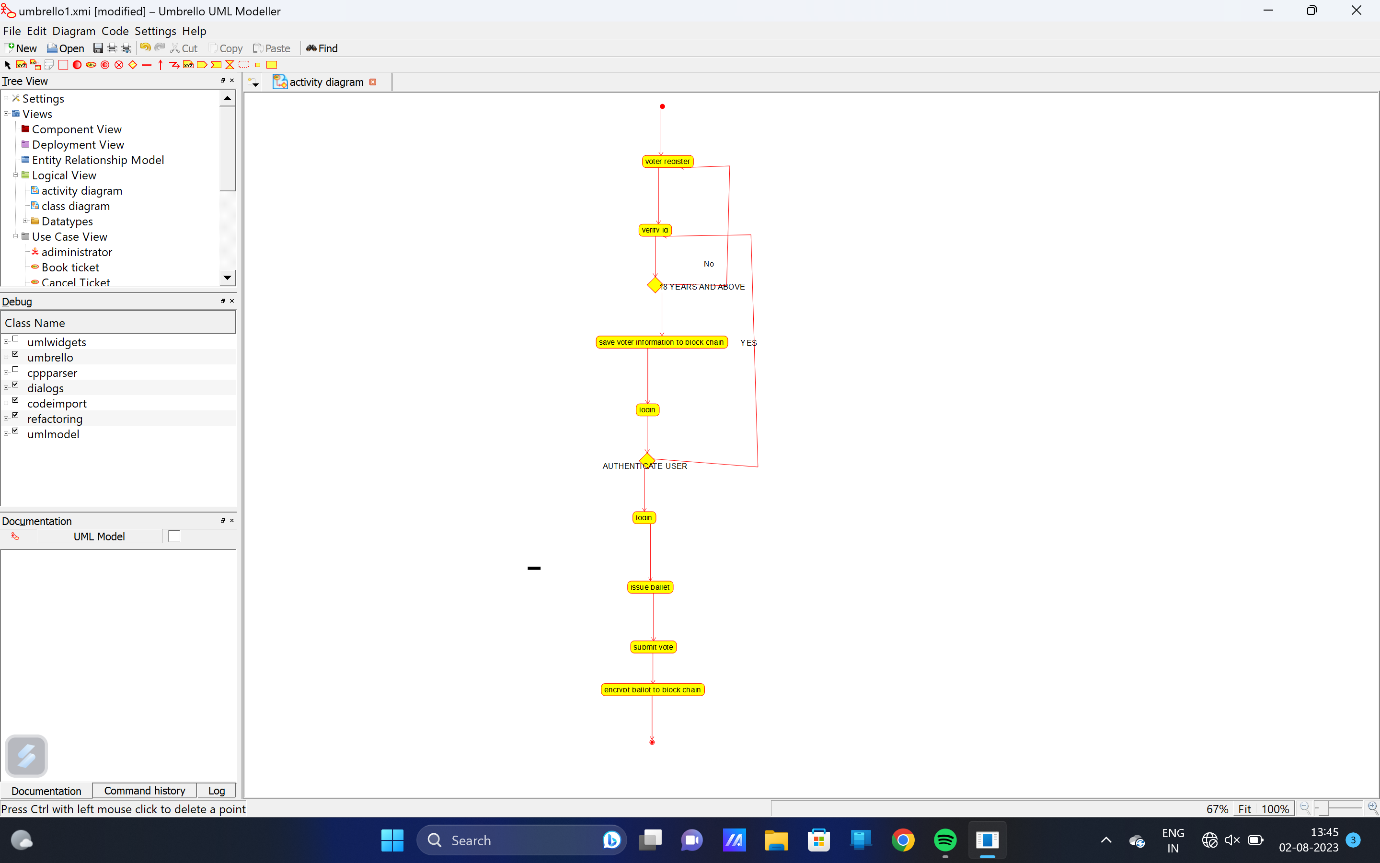 umbrello1.xmi [modified] – Umbrello UML Modeller
File Edit Diagram Code Settings Help
New Open Cut Copy Paste Find
Tree View
activity diagram
Settings
Views
Component View
Deployment View
Entity Relationship Model
Logical View
activity diagram
class diagram
Datatypes
Use Case View
adiministrator
Book ticket
Cancel Ticket
Debug
Class Name
umlwidgets
umbrello
cppparser
dialogs
codeimport
refactoring
umlmodel
Documentation
UML Model
Documentation Command history Log
Press Ctrl with left mouse click to delete a point
voter register
verify id
No
18 YEARS AND ABOVE
save voter information to block chain
YES
login
AUTHENTICATE USER
login
issue ballet
submit vote
encrypt ballot to block chain
67% Fit 100%
Search
ENG
IN
13:45
02-08-2023
3